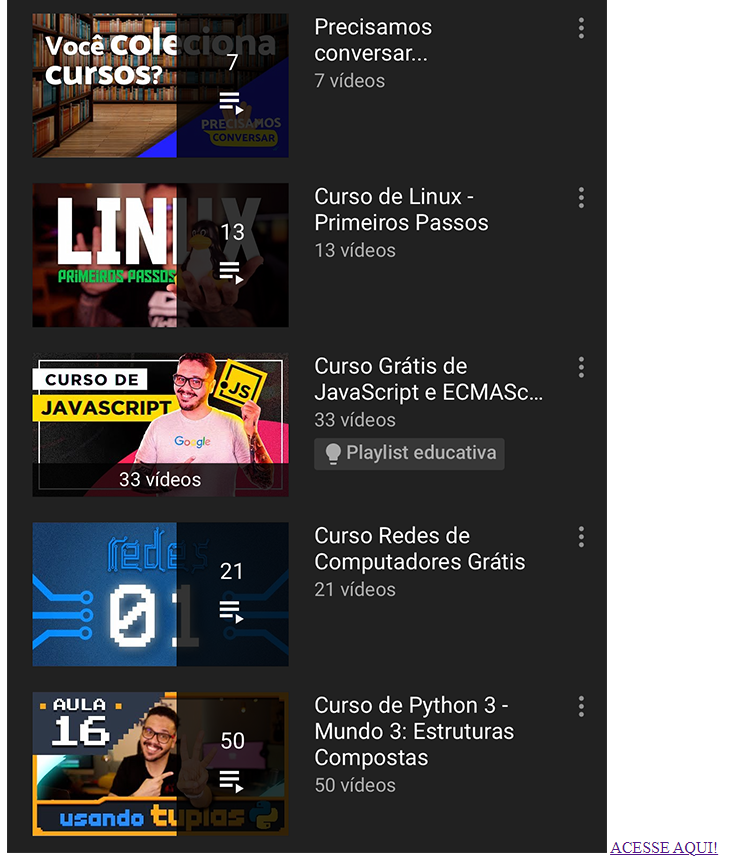 Você coleciona
cursos?
7
PRECISAMOS
CONVERSAR
Precisamos
conversar...
7 vídeos
LINUX
PRIMEIROS PASSOS
13
Curso de Linux -
Primeiros Passos
13 vídeos
CURSO DE
JAVASCRIPT
JS
Google
33 vídeos
Curso Grátis de
JavaScript e ECMASc...
33 vídeos
Playlist educativa
redes
01
21
Curso Redes de
Computadores Grátis
21 vídeos
AULA
16
50
usando tuplas
Curso de Python 3 -
Mundo 3: Estruturas
Compostas
50 vídeos
ACESSE AQUI!